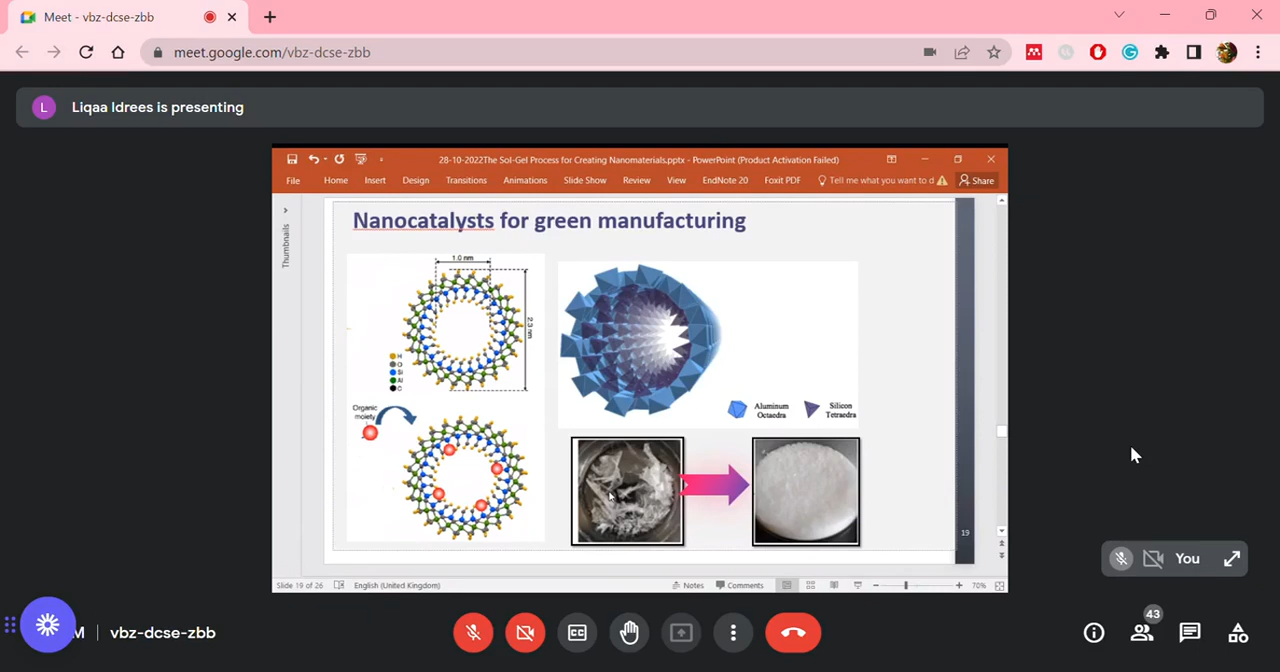 Meet - vbz-dcse-zbb
meet.google.com/vbz-dcse-zbb
L Liqaa Idrees is presenting
28-10-2022The Sol-Gel Process for Creating Nanomaterials.pptx - PowerPoint (Product Activation Failed)
File Home Insert Design Transitions Animations Slide Show Review View EndNote 20 Foxit PDF Tell me what you want to d Share
Thumbnails
Nanocatalysts for green manufacturing
1.0 nm
2.3 nm
H
O
Si
Al
C
Organic
moiety
Aluminum
Octaedra
Silicon
Tetraedra
19
Slide 19 of 26 English (United Kingdom) Notes Comments 70%
You
M vbz-dcse-zbb
CC
43